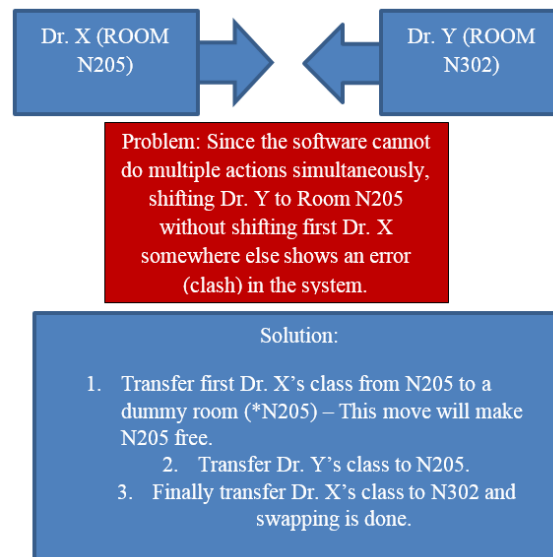 Dr. X (ROOM
N205)
Dr. Y (ROOM
N302)
Problem: Since the software cannot
do multiple actions simultaneously,
shifting Dr. Y to Room N205
without shifting first Dr. X
somewhere else shows an error
(clash) in the system.
Solution:
1. Transfer first Dr. X’s class from N205 to a
dummy room (*N205) – This move will make
N205 free.
2. Transfer Dr. Y’s class to N205.
3. Finally transfer Dr. X’s class to N302 and
swapping is done.